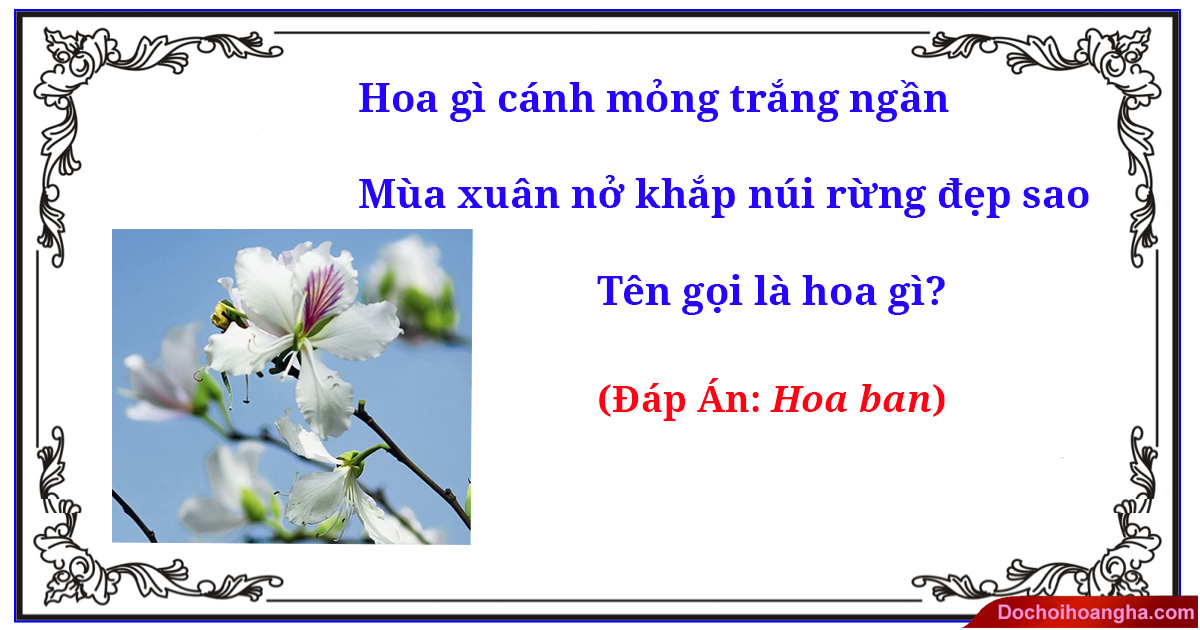 Hoa gì cánh mỏng trắng ngần
Mùa xuân nở khắp núi rừng đẹp sao
Tên gọi là hoa gì?
(Đáp Án: Hoa ban)
Dochoihoangha.com